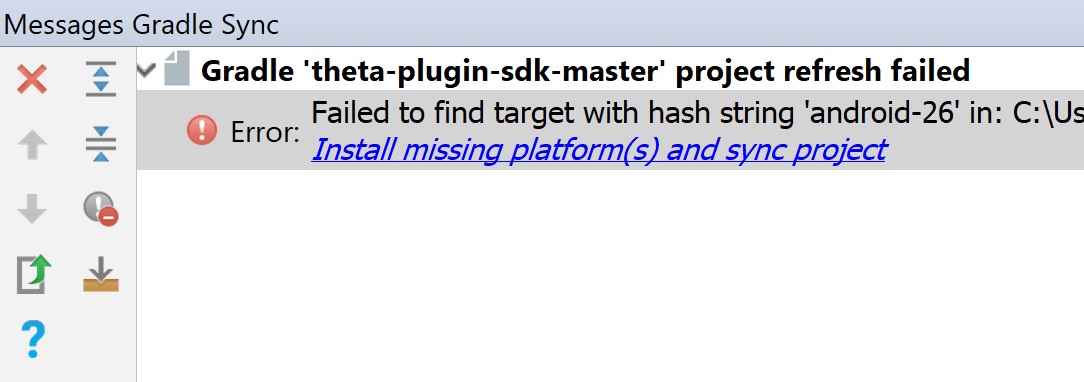 Messages Gradle Sync
Gradle 'theta-plugin-sdk-master' project refresh failed
Error: Failed to find target with hash string 'android-26' in: C:\Us
Install missing platform(s) and sync project